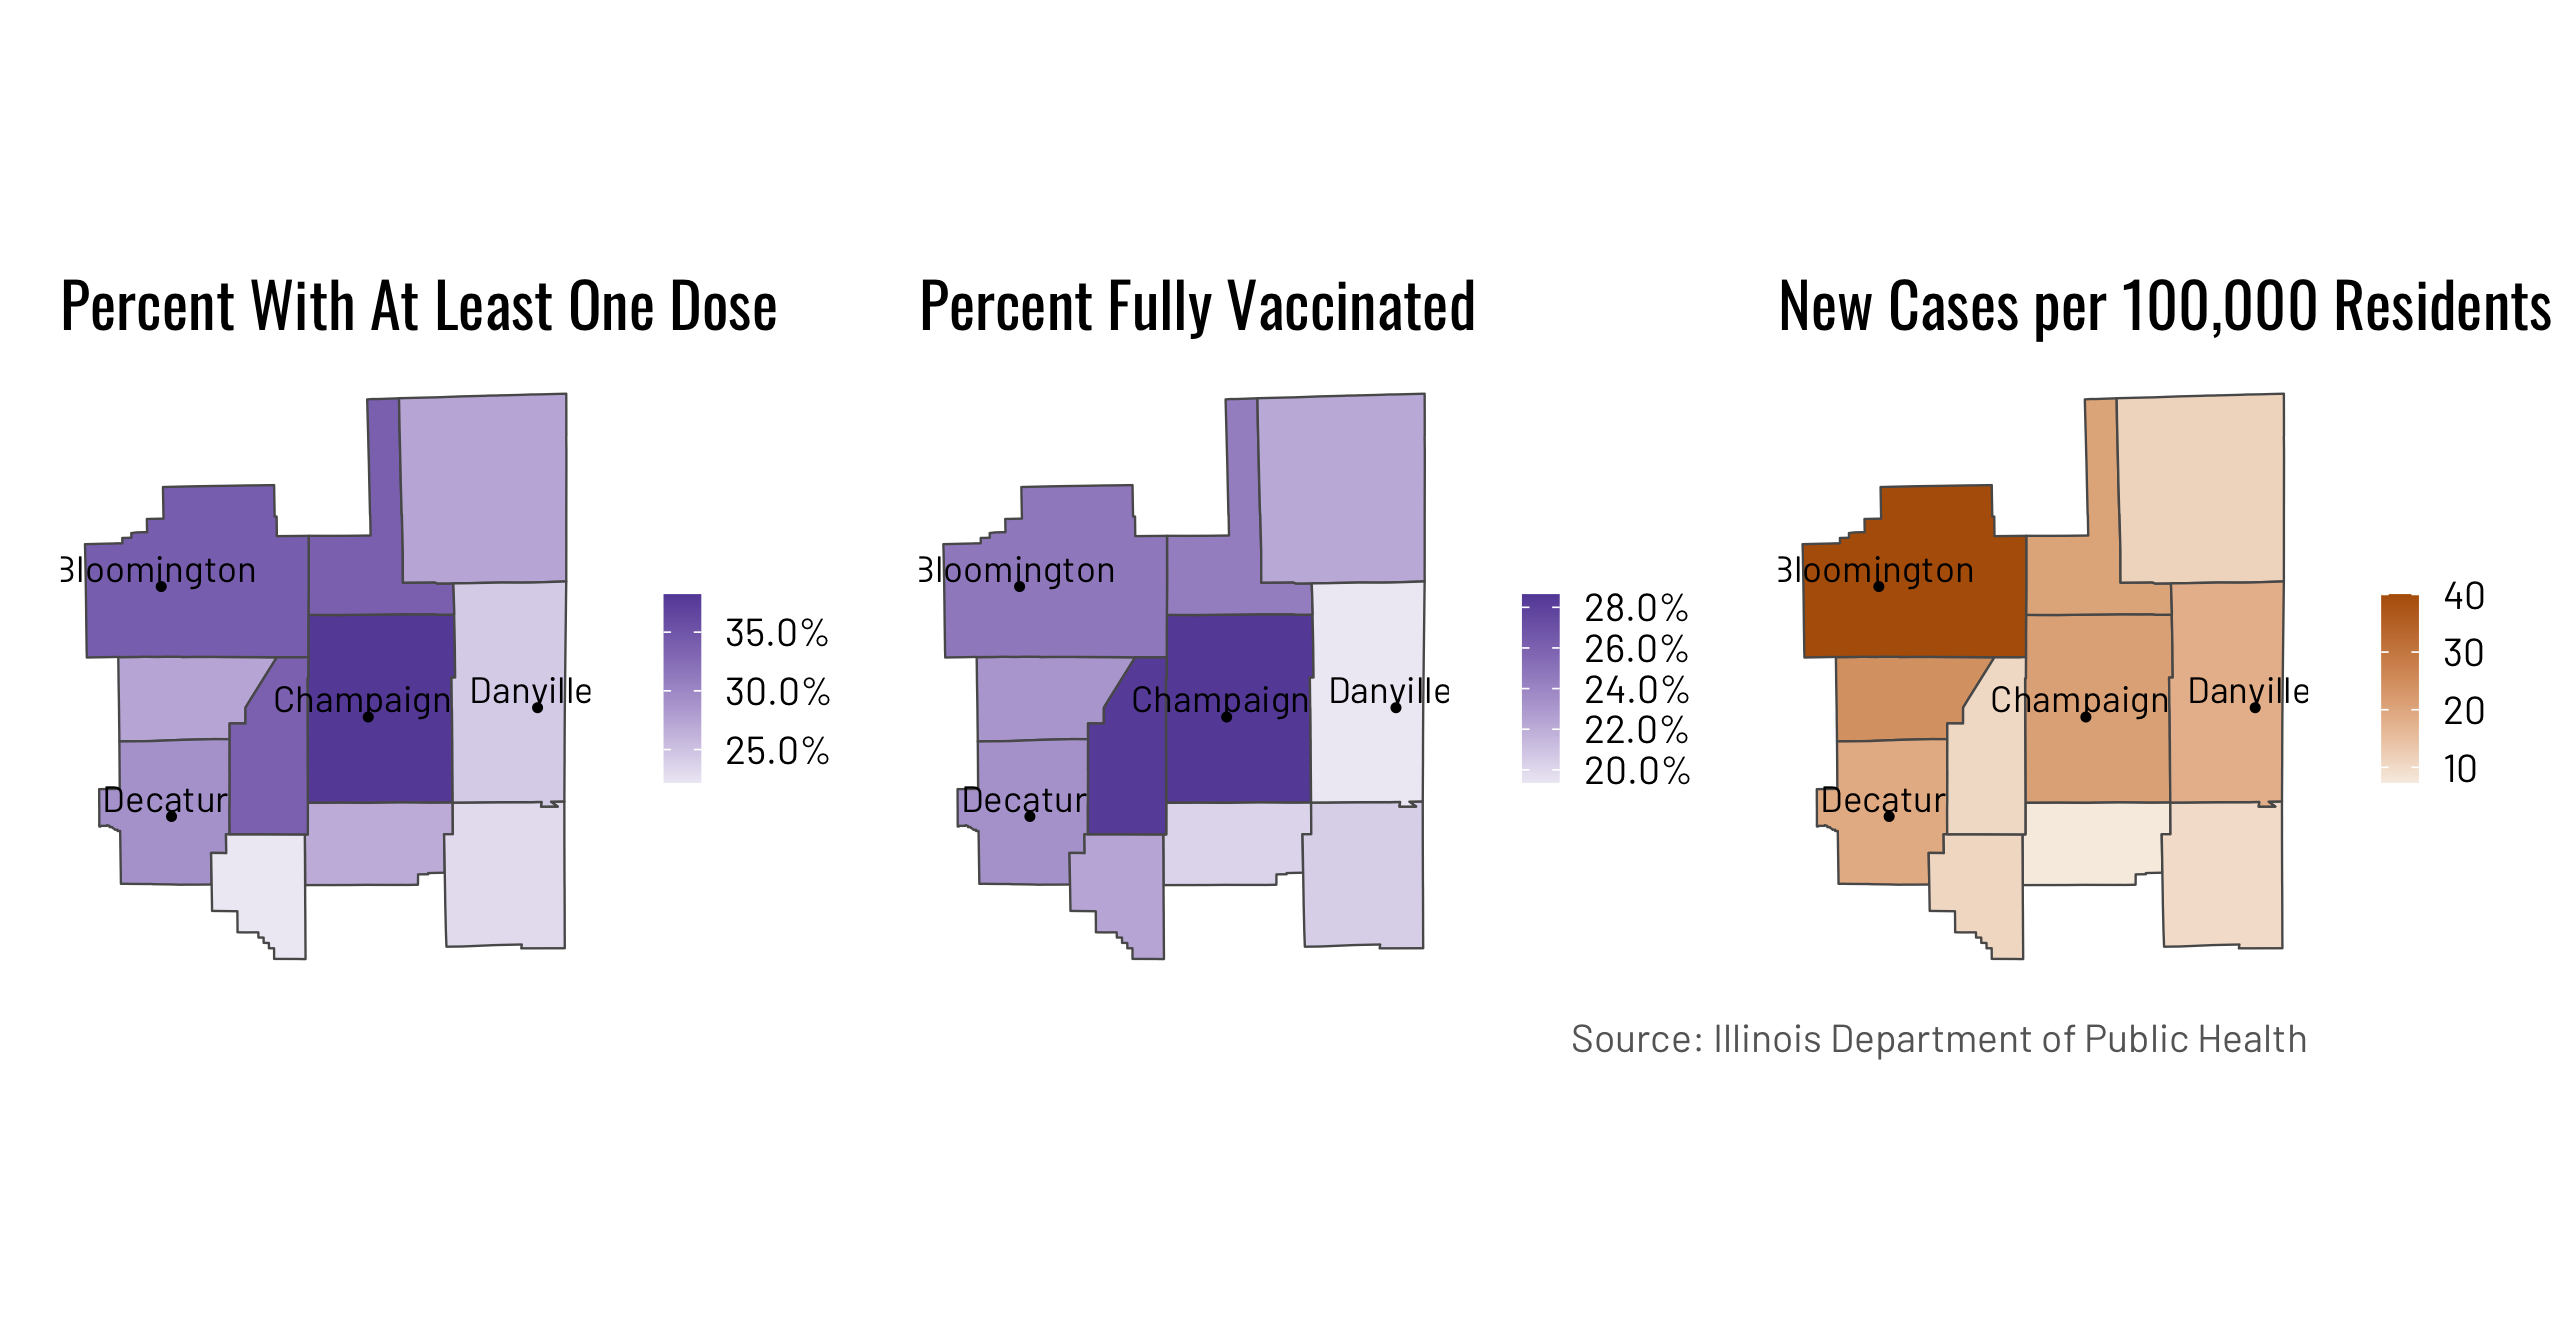 Percent With At Least One Dose
Bloomington
Champaign
Danville
Decatur
35.0%
30.0%
25.0%
Percent Fully Vaccinated
Bloomington
Champaign
Danville
Decatur
28.0%
26.0%
24.0%
22.0%
20.0%
New Cases per 100,000 Residents
Bloomington
Champaign
Danville
Decatur
40
30
20
10
Source: Illinois Department of Public Health